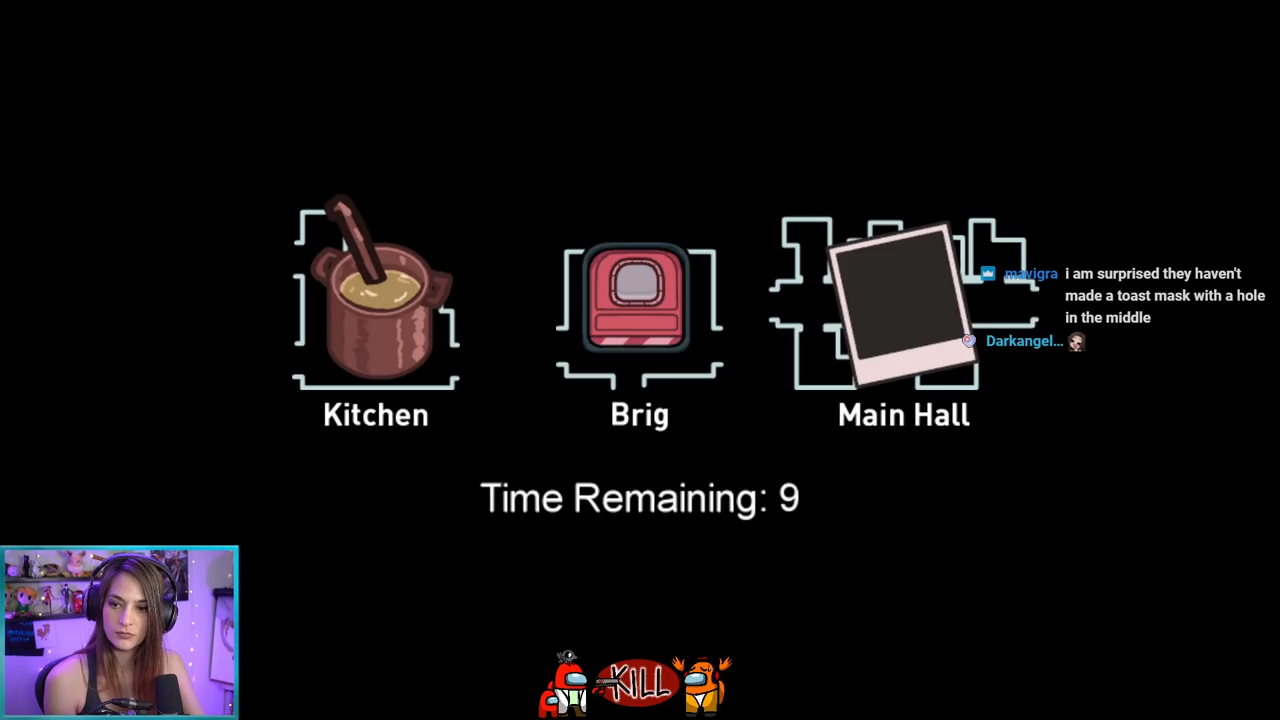 mavigra i am surprised they haven't
made a toast mask with a hole
in the middle
Darkangel...
Kitchen
Brig
Main Hall
Time Remaining: 9
KILL